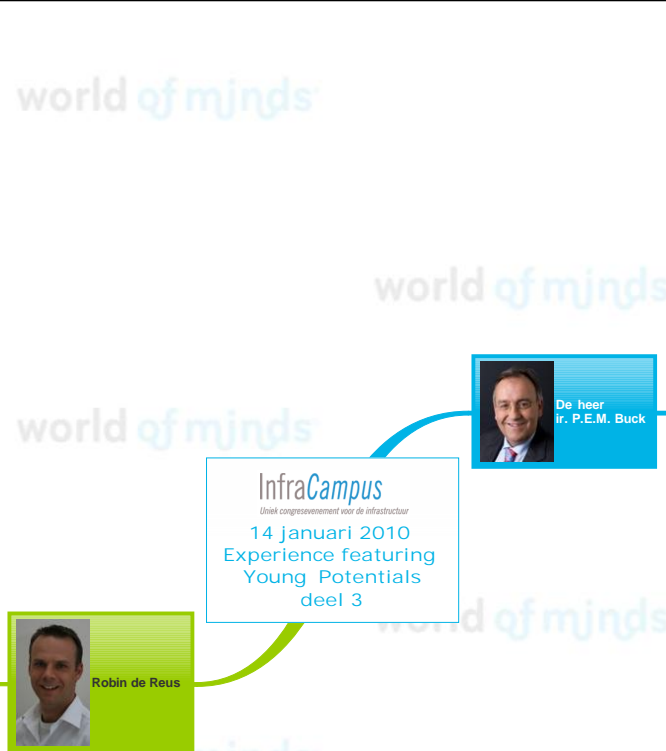 world of minds
world of minds
De heer
ir. P.E.M. Buck
world of minds
InfraCampus
Uniek congresevenement voor de infrastructuur
14 januari 2010
Experience featuring
Young Potentials
deel 3
world of minds
Robin de Reus